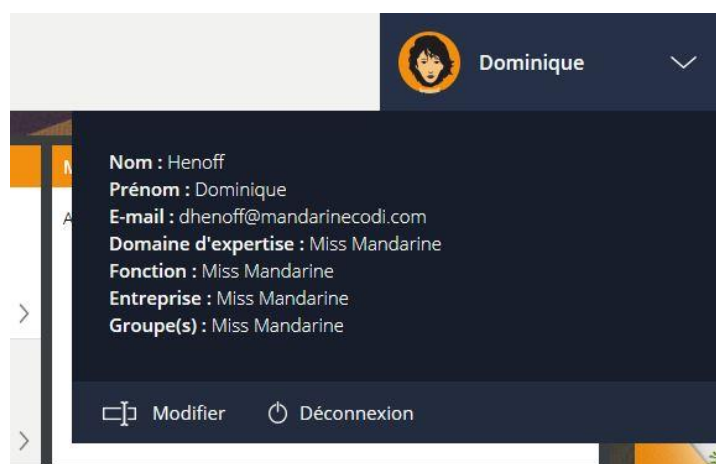 Dominique
Nom : Henoff
Prénom : Dominique
E-mail : dhenoff@mandarinecodi.com
Domaine d'expertise : Miss Mandarine
Fonction : Miss Mandarine
Entreprise : Miss Mandarine
Groupe(s) : Miss Mandarine
Modifier Déconnexion